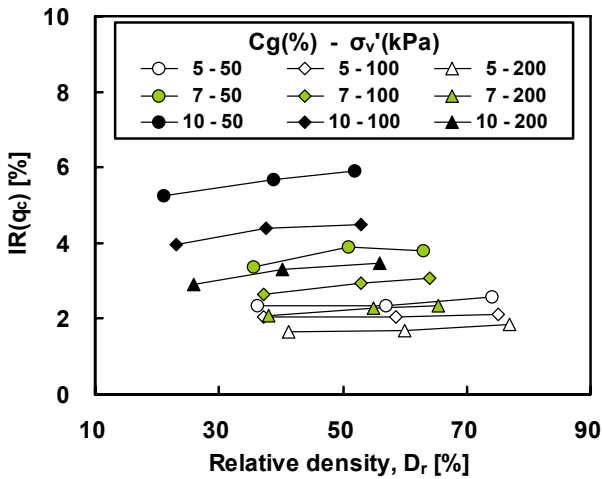 10
8
6
4
2
0
IR(qc) [%]
Cg(%) - σv'(kPa)
5 - 50 5 - 100 5 - 200
7 - 50 7 - 100 7 - 200
10 - 50 10 - 100 10 - 200
10 30 50 70 90
Relative density, Dr [%]